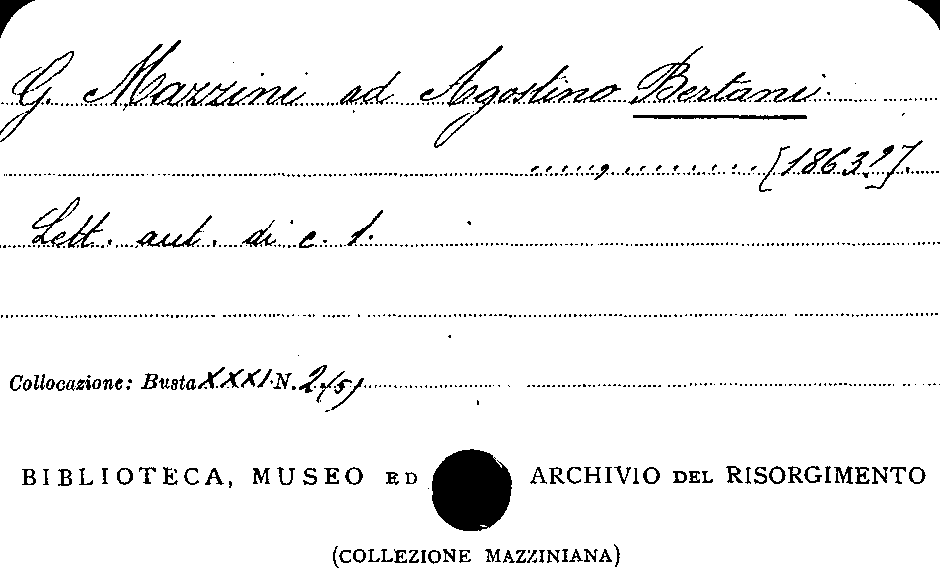 G. Mazzini ad Agostino Bertani.
....., ........ [1863?].
Lett. aut. di c. 1.
Collocazione: Busta XXXI N. 2 (5)
BIBLIOTECA, MUSEO ED ARCHIVIO DEL RISORGIMENTO
(COLLEZIONE MAZZINIANA)